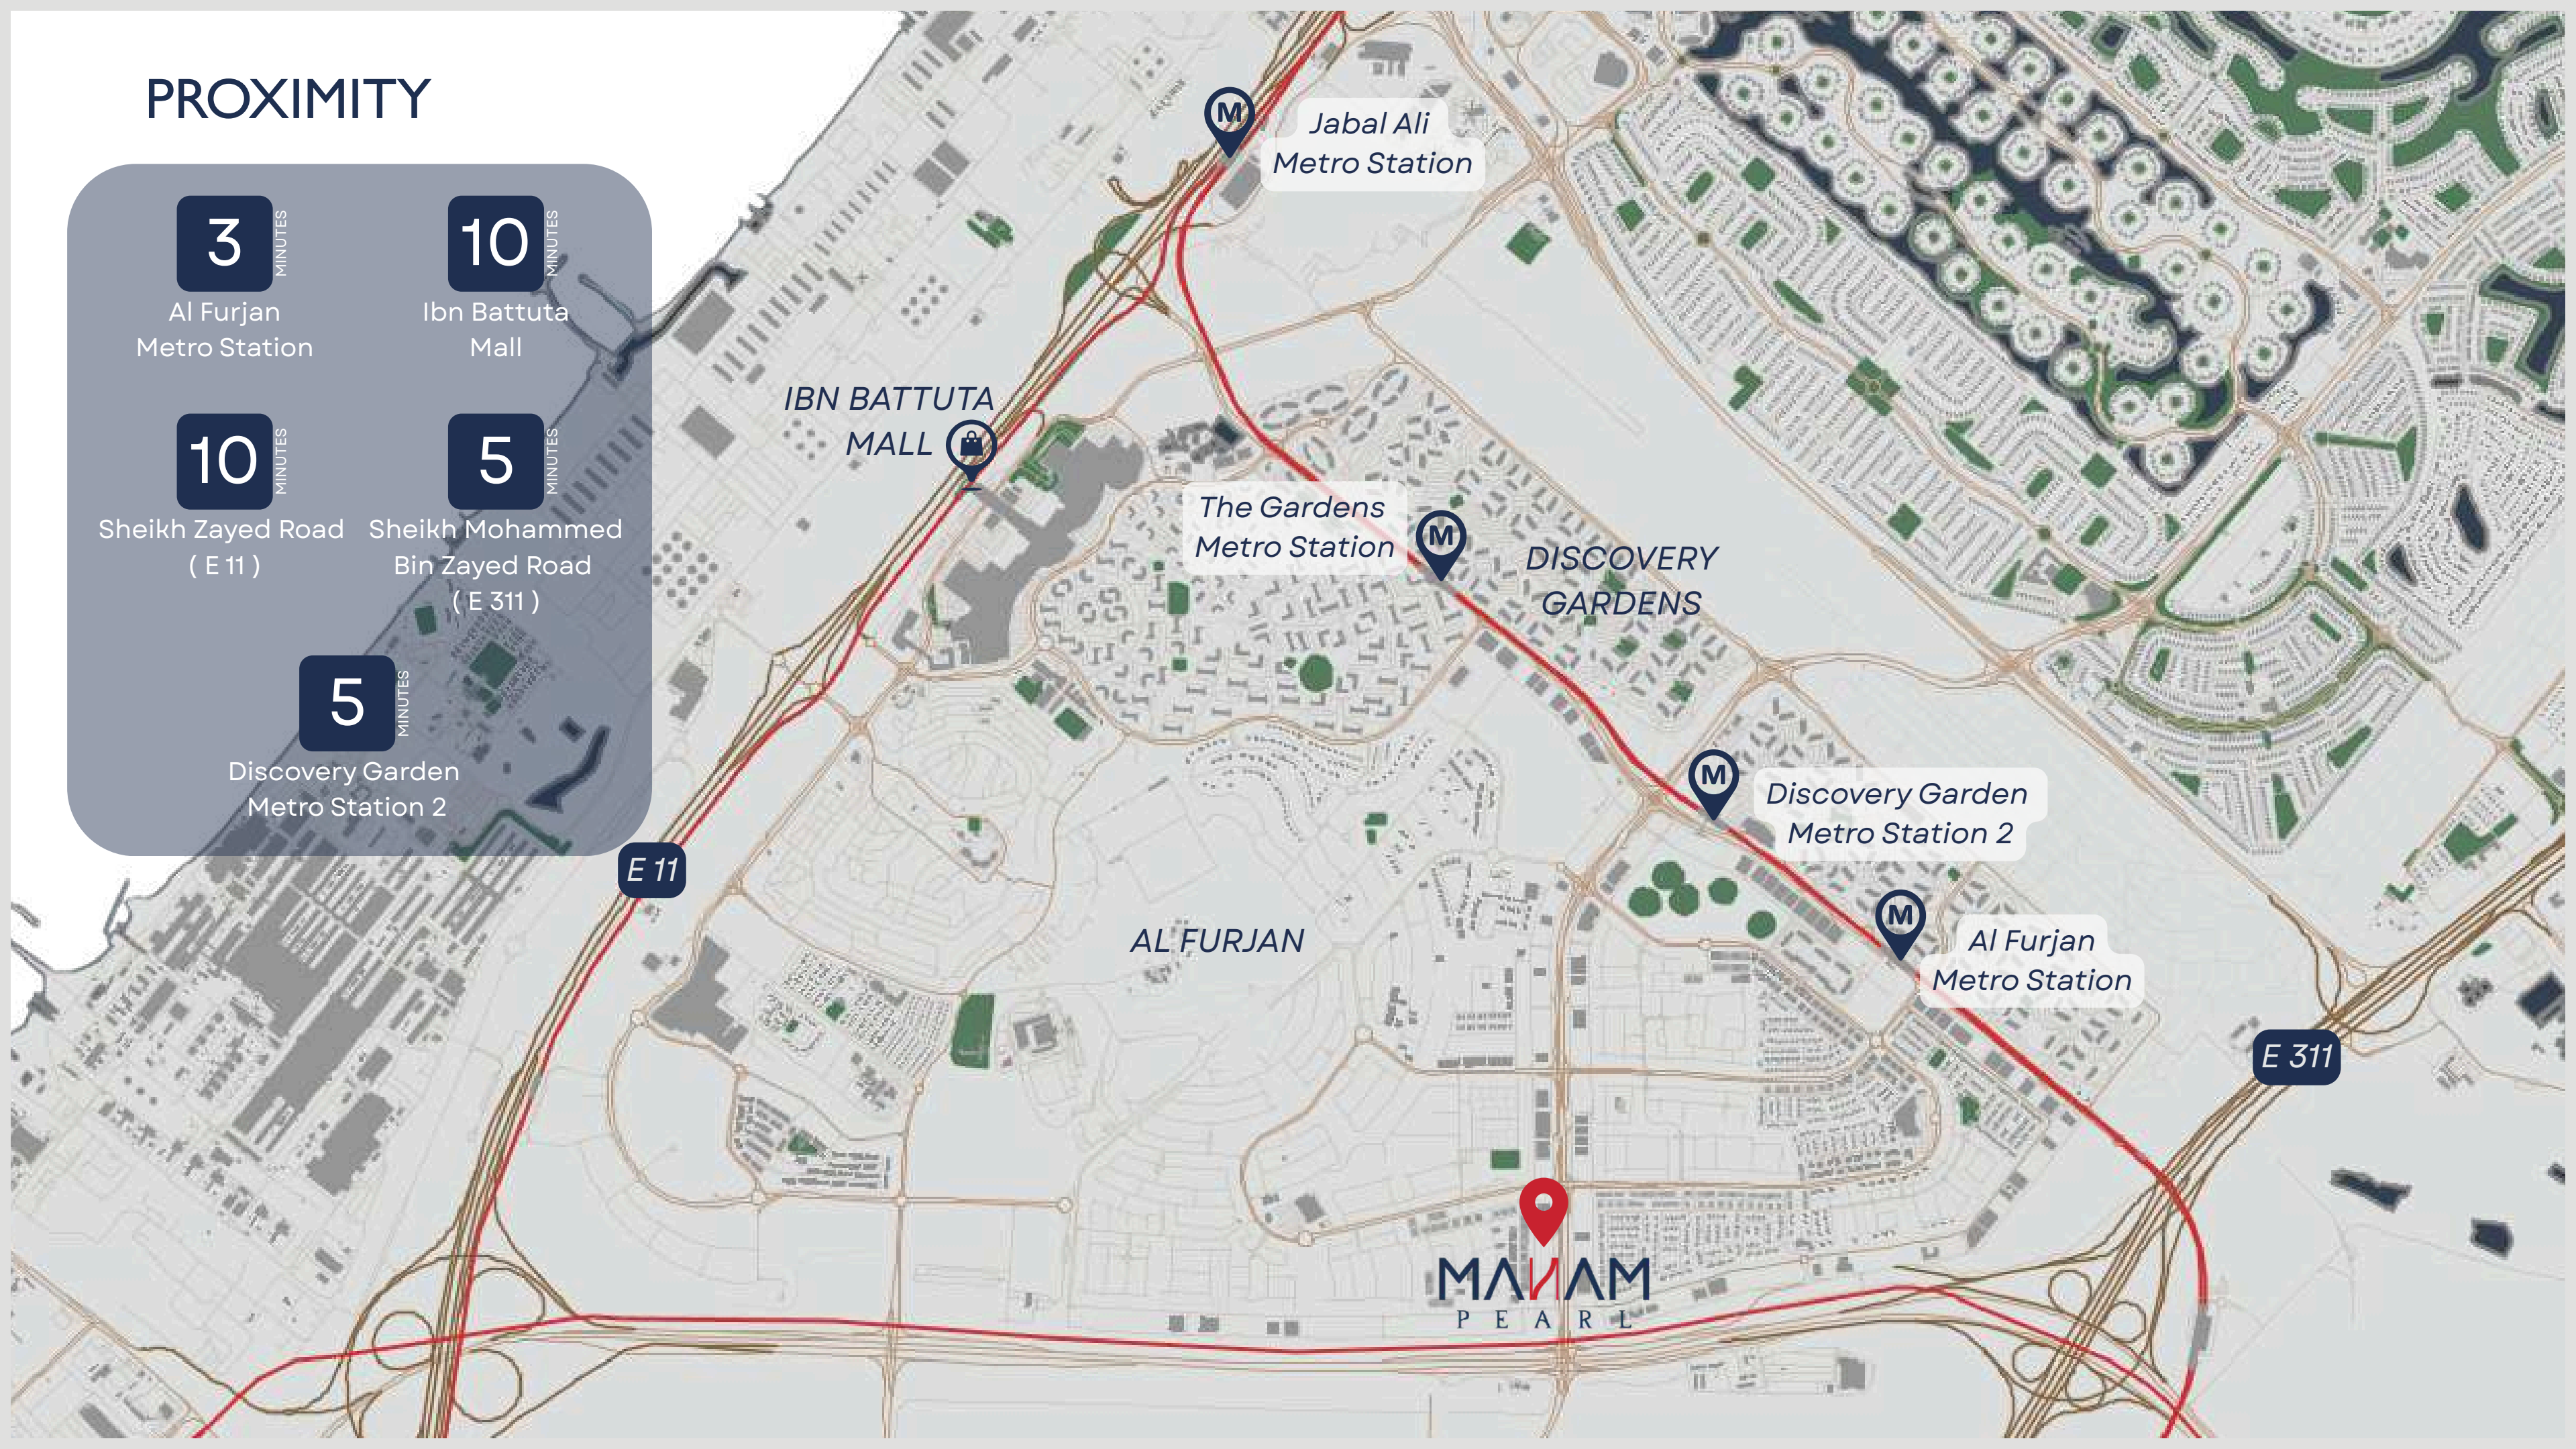 PROXIMITY
3 MINUTES
Al Furjan
Metro Station
10 MINUTES
Ibn Battuta
Mall
10 MINUTES
Sheikh Zayed Road
( E 11 )
5 MINUTES
Sheikh Mohammed
Bin Zayed Road
( E 311 )
5 MINUTES
Discovery Garden
Metro Station 2
M
Jabal Ali
Metro Station
IBN BATTUTA
MALL
The Gardens
Metro Station
M
DISCOVERY
GARDENS
M
Discovery Garden
Metro Station 2
E 11
M
Al Furjan
Metro Station
AL FURJAN
E 311
MANAM
PEARL